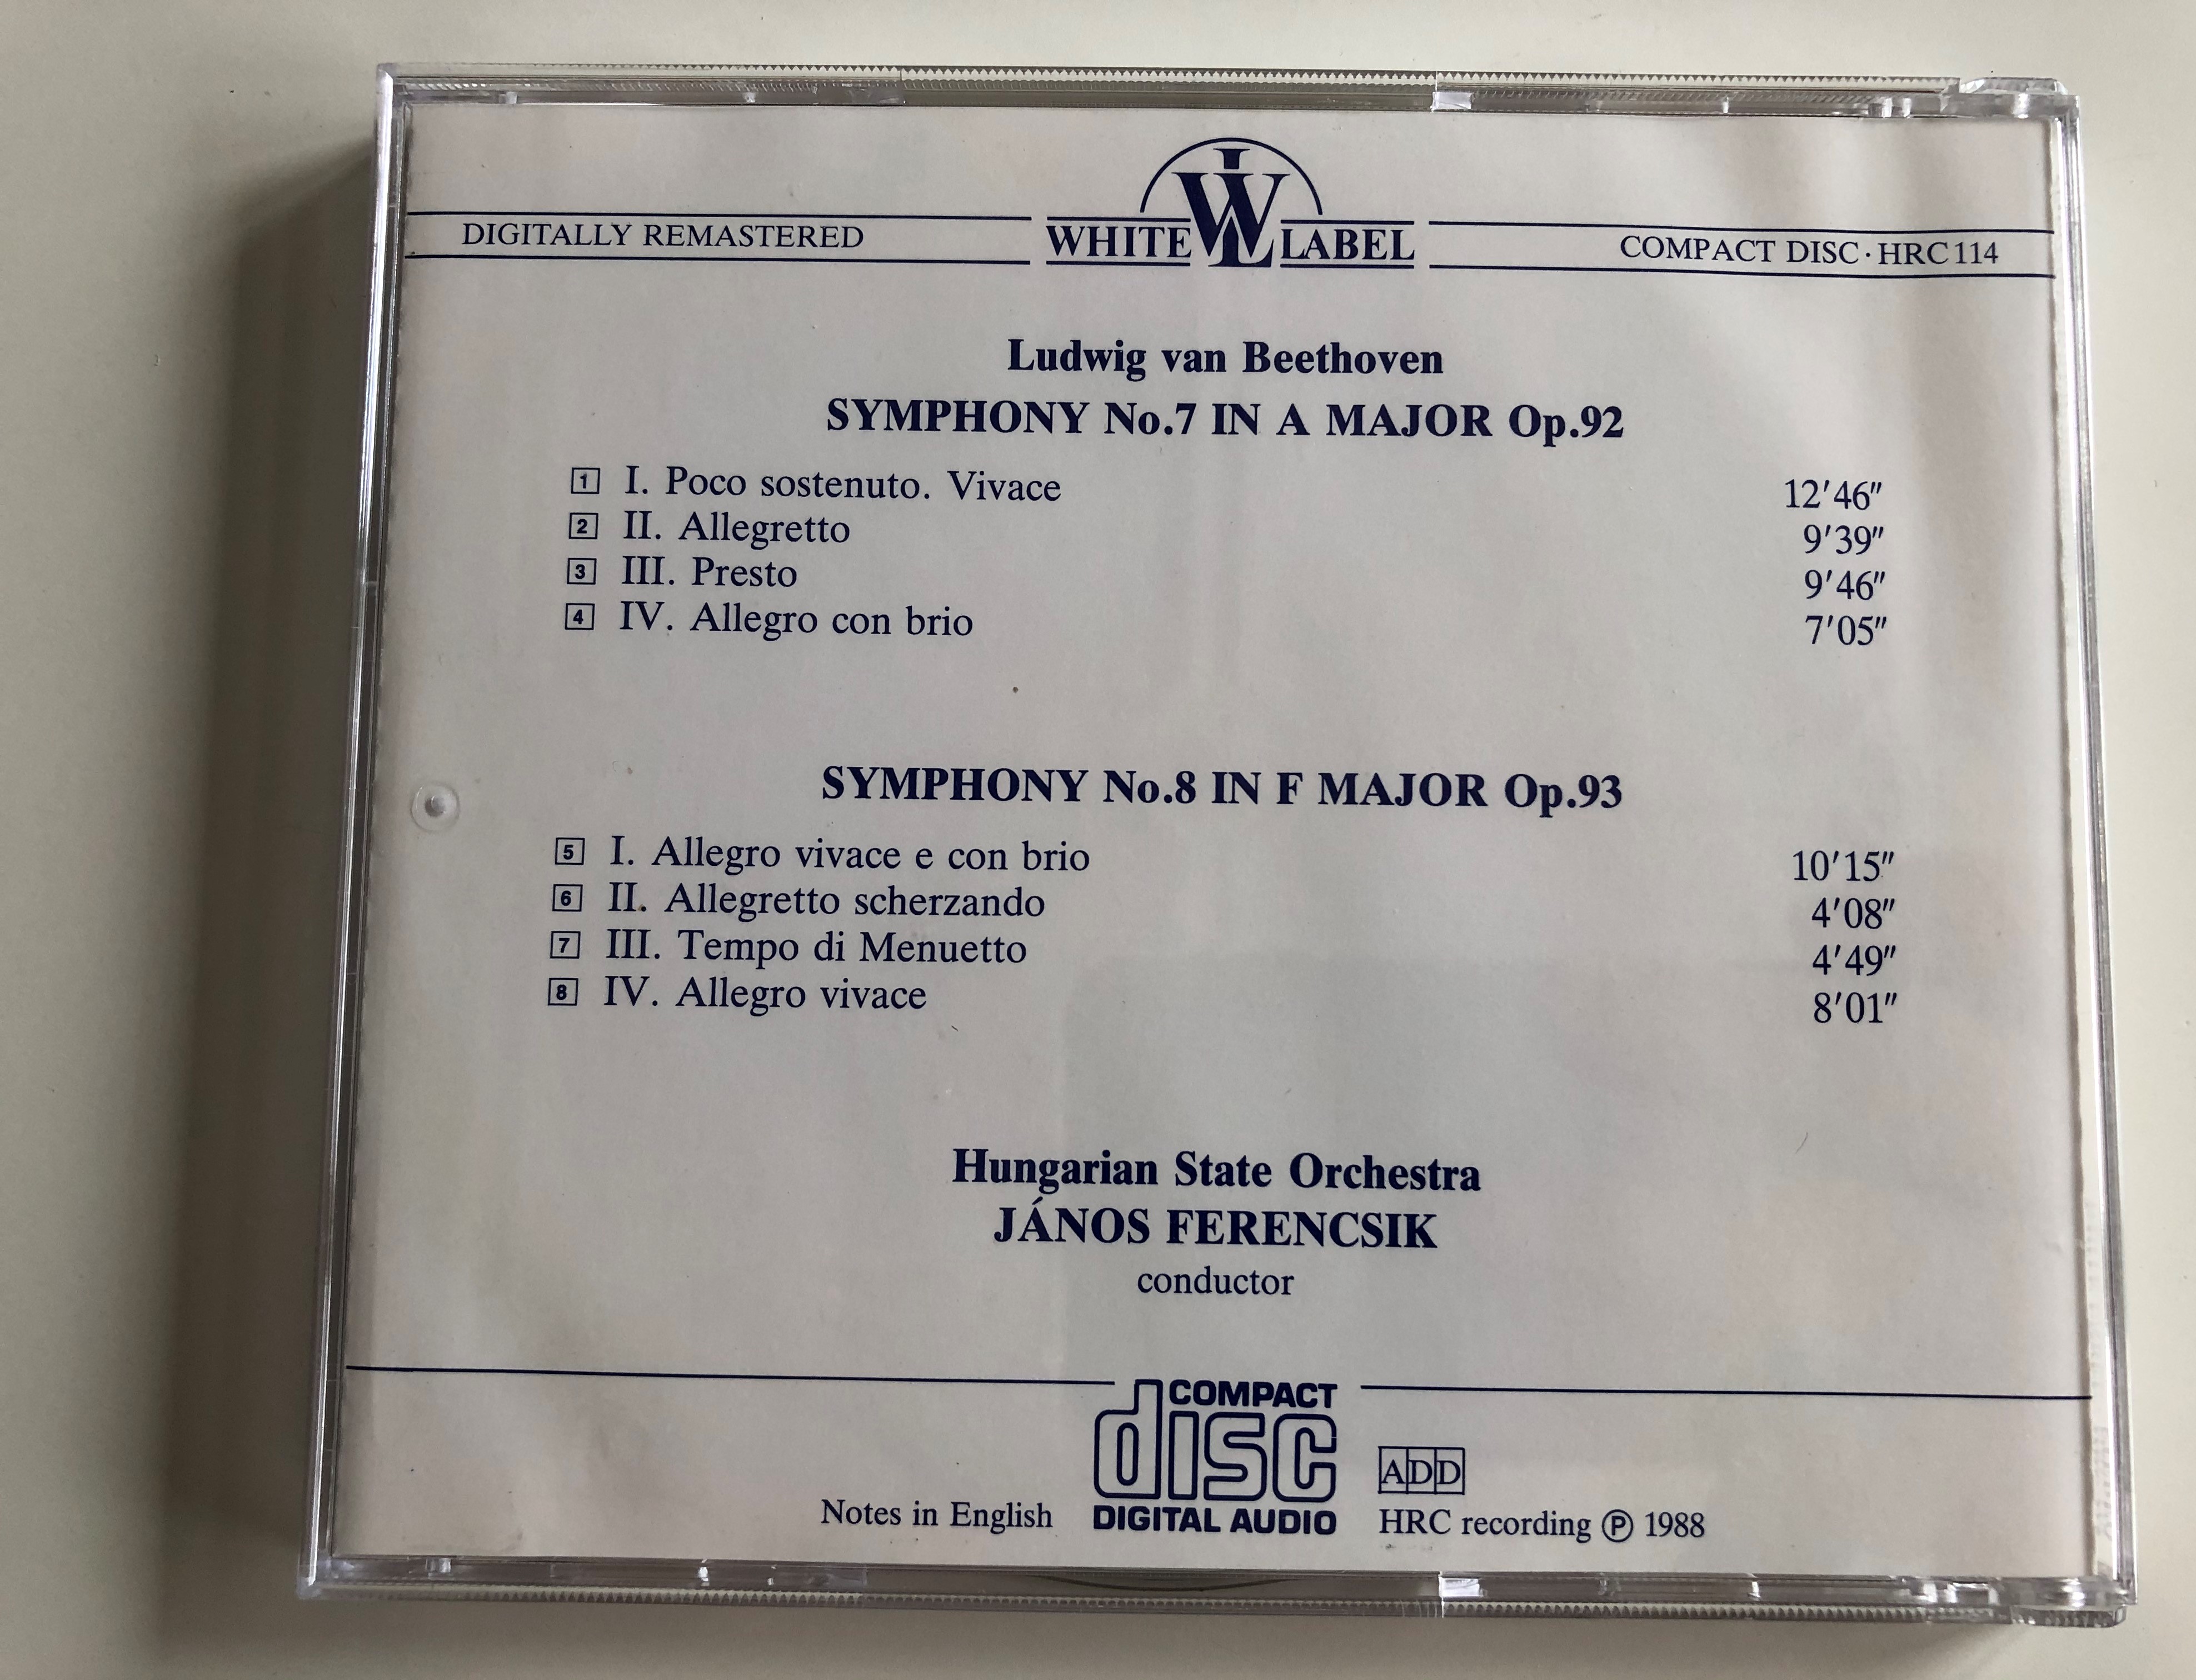 DIGITALLY REMASTERED WHITE WL LABEL COMPACT DISC·HRC 114
Ludwig van Beethoven
SYMPHONY No.7 IN A MAJOR Op.92
1 I. Poco sostenuto. Vivace 12′46″
2 II. Allegretto 9′39″
3 III. Presto 9′46″
4 IV. Allegro con brio 7′05″
SYMPHONY No.8 IN F MAJOR Op.93
5 I. Allegro vivace e con brio 10′15″
6 II. Allegretto scherzando 4′08″
7 III. Tempo di Menuetto 4′49″
8 IV. Allegro vivace 8′01″
Hungarian State Orchestra
JÁNOS FERENCSIK
conductor
COMPACT
disc
DIGITAL AUDIO
ADD
Notes in English
HRC recording ℗ 1988